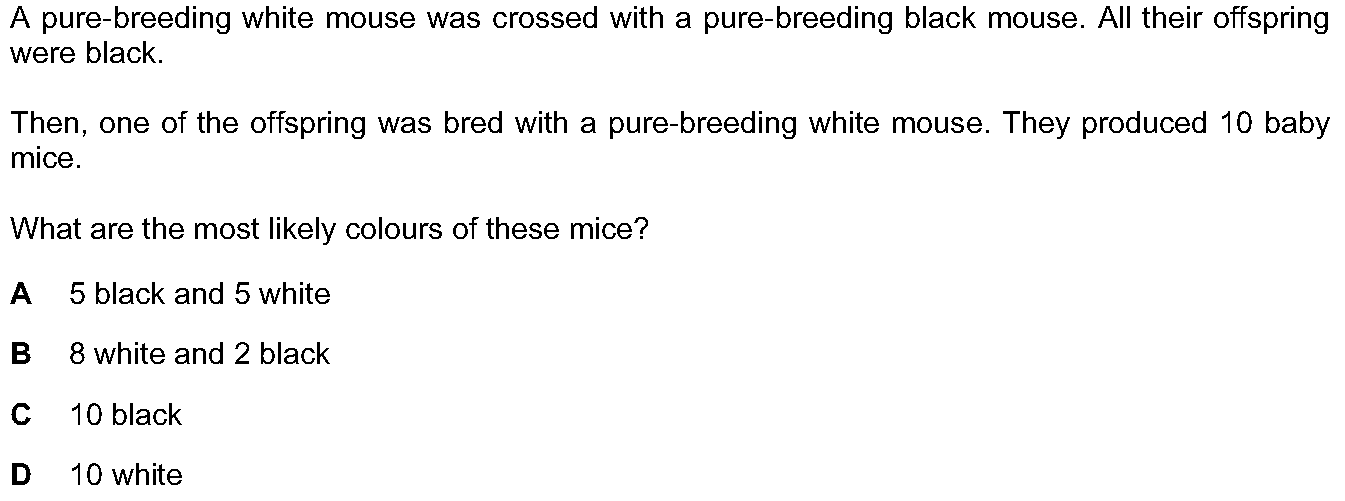 A pure-breeding white mouse was crossed with a pure-breeding black mouse. All their offspring
were black.
Then, one of the offspring was bred with a pure-breeding white mouse. They produced 10 baby
mice.
What are the most likely colours of these mice?
A 5 black and 5 white
B 8 white and 2 black
C 10 black
D 10 white